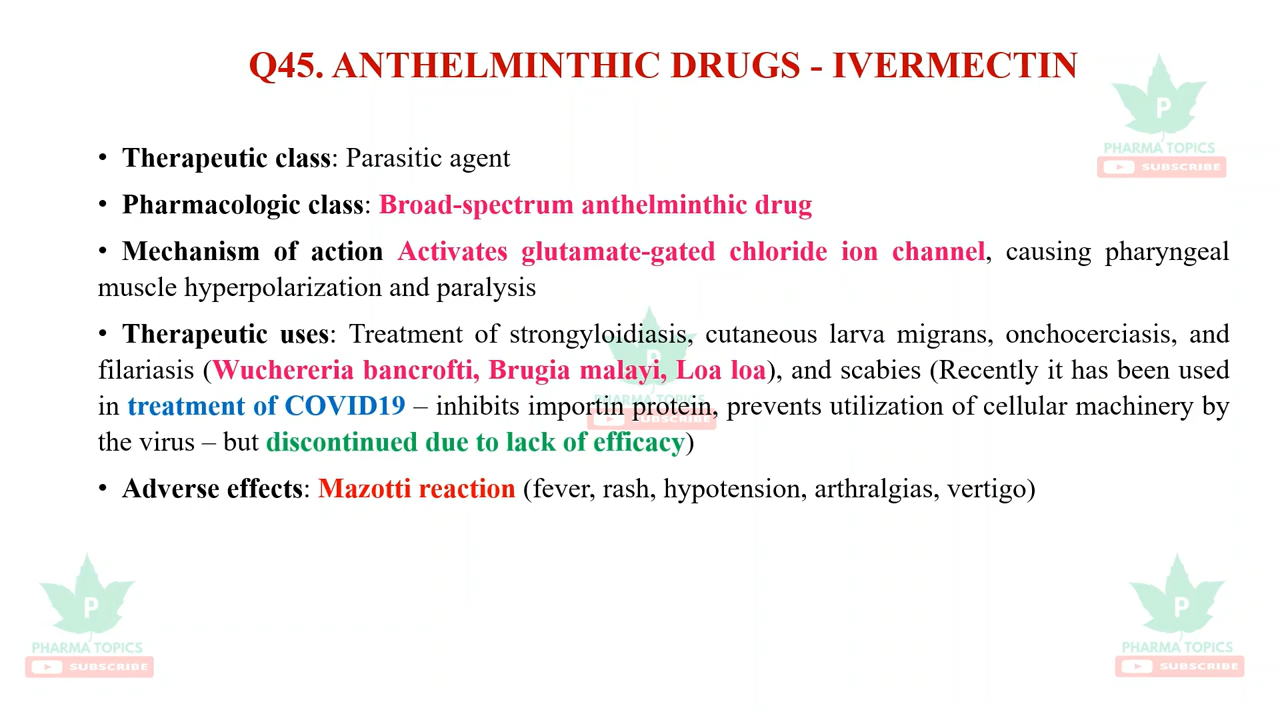 Q45. ANTHELMINTHIC DRUGS - IVERMECTIN
P
PHARMA TOPICS
SUBSCRIBE
• Therapeutic class: Parasitic agent
• Pharmacologic class: Broad-spectrum anthelminthic drug
• Mechanism of action Activates glutamate-gated chloride ion channel, causing pharyngeal
muscle hyperpolarization and paralysis
• Therapeutic uses: Treatment of strongyloidiasis, cutaneous larva migrans, onchocerciasis, and
filariasis (Wuchereria bancrofti, Brugia malayi, Loa loa), and scabies (Recently it has been used
in treatment of COVID19 – inhibits importin protein, prevents utilization of cellular machinery by
the virus – but discontinued due to lack of efficacy)
P
PHARMA TOPICS
SUBSCRIBE
• Adverse effects: Mazotti reaction (fever, rash, hypotension, arthralgias, vertigo)
P
PHARMA TOPICS
SUBSCRIBE
P
PHARMA TOPICS
SUBSCRIBE